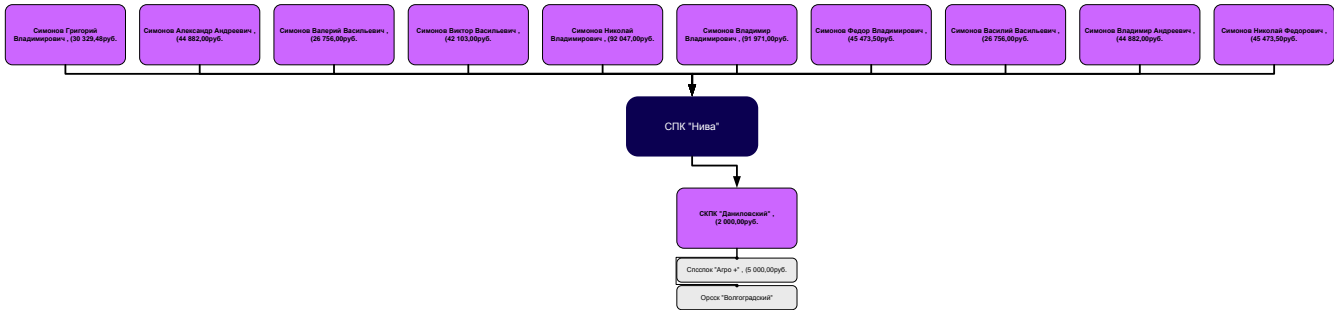 Симонов Григорий
Владимирович , (30 329,48руб.
Симонов Александр Андреевич ,
(44 882,00руб.
Симонов Валерий Васильевич ,
(26 756,00руб.
Симонов Виктор Васильевич ,
(42 103,00руб.
Симонов Николай
Владимирович , (92 047,00руб.
Симонов Владимир
Владимирович , (91 971,00руб.
Симонов Федор Владимирович ,
(45 473,50руб.
Симонов Василий Васильевич ,
(26 756,00руб.
Симонов Владимир Андреевич ,
(44 882,00руб.
Симонов Николай Федорович ,
(45 473,50руб.
СПК "Нива"
СКПК "Даниловский" ,
(2 000,00руб.
Спсспок "Агро +" , (5 000,00руб.
Орсск "Волгоградский"